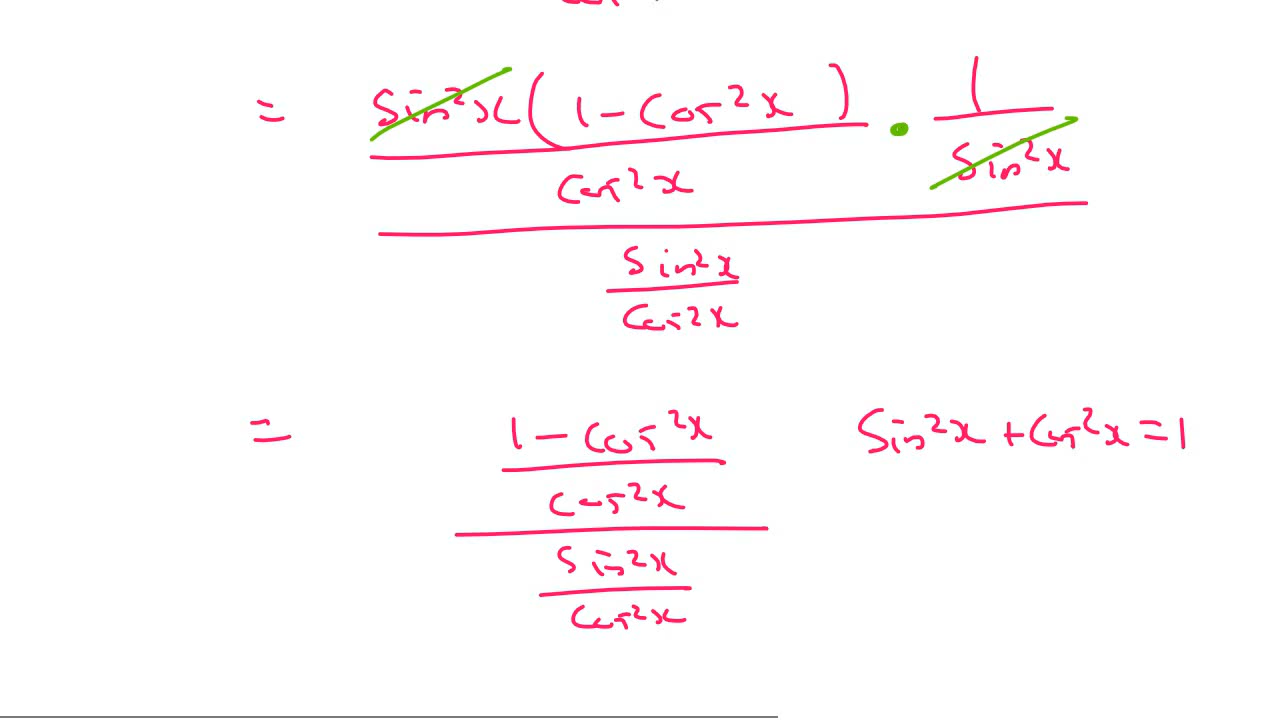 = Sin²x(1 - Cos²x) • 1
Cos²x Sin²x
Sin²x
Cos²x
= 1 - Cos²x Sin²x + Cos²x = 1
Cos²x
Sin²x
Cos²x